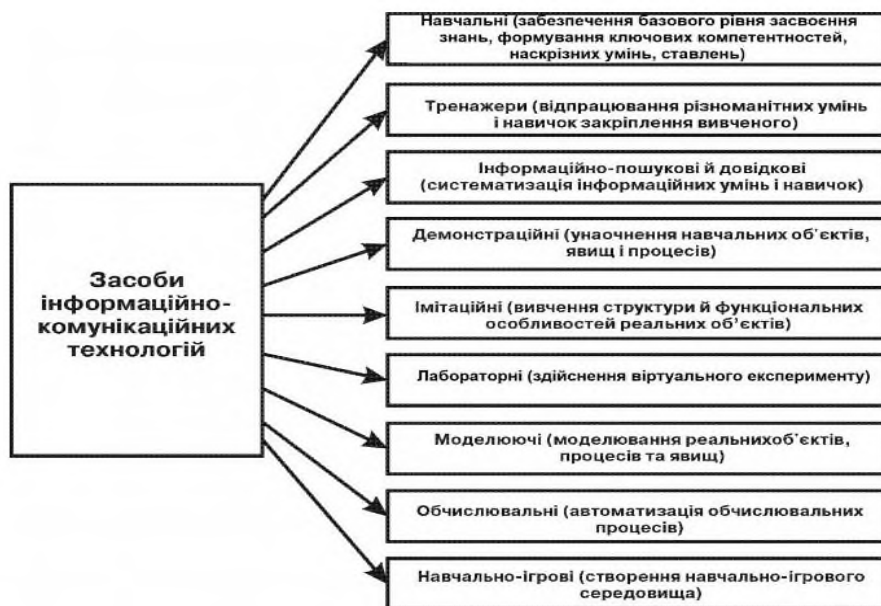 Навчальні (забезпечення базового рівня засвоєння
знань, формування ключових компетентностей,
наскрізних умінь, ставлень)
Тренажери (відпрацювання різноманітних умінь
і навичок закріплення вивченого)
Інформаційно-пошукові й довідкові
(систематизація інформаційних умінь і навичок)
Демонстраційні (унаочнення навчальних об'єктів,
явищ і процесів)
Засоби
інформаційно-
комунікаційних
технологій
Імітаційні (вивчення структури й функціональних
особливостей реальних об'єктів)
Лабораторні (здійснення віртуального експерименту)
Моделюючі (моделювання реальнихоб'єктів,
процесів та явищ)
Обчислювальні (автоматизація обчислювальних
процесів)
Навчально-ігрові (створення навчально-ігрового
середовища)